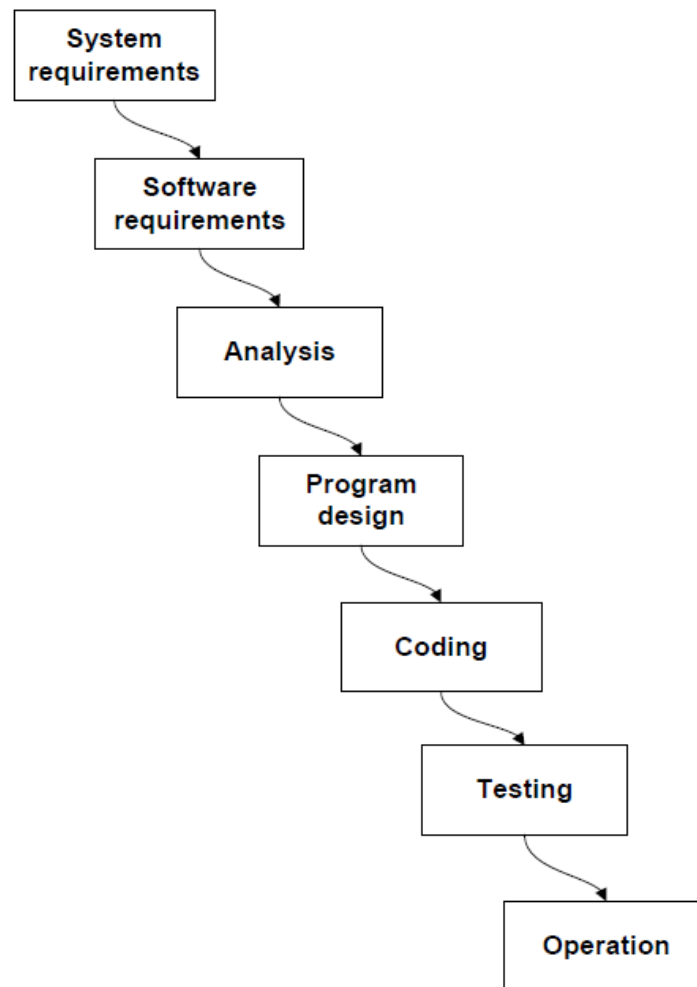 System
requirements
Software
requirements
Analysis
Program
design
Coding
Testing
Operation